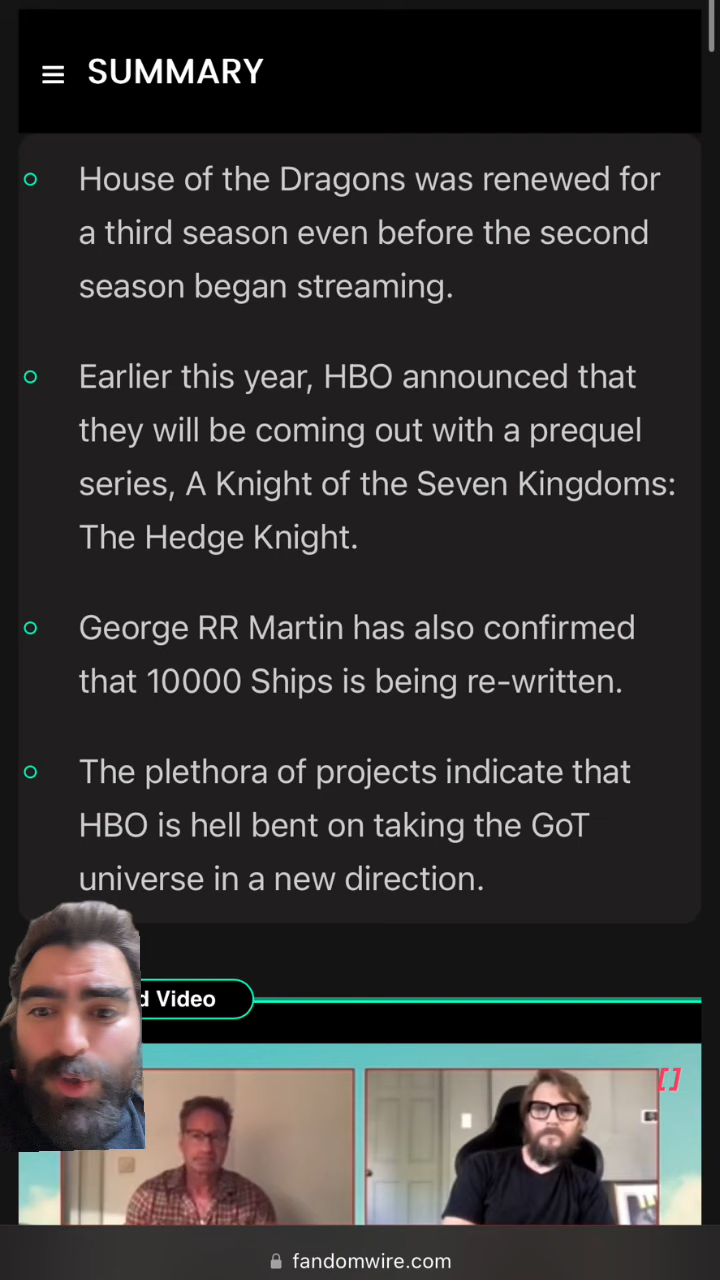 SUMMARY
House of the Dragons was renewed for
a third season even before the second
season began streaming.
Earlier this year, HBO announced that
they will be coming out with a prequel
series, A Knight of the Seven Kingdoms:
The Hedge Knight.
George RR Martin has also confirmed
that 10000 Ships is being re-written.
The plethora of projects indicate that
HBO is hell bent on taking the GoT
universe in a new direction.
d Video
[]
fandomwire.com